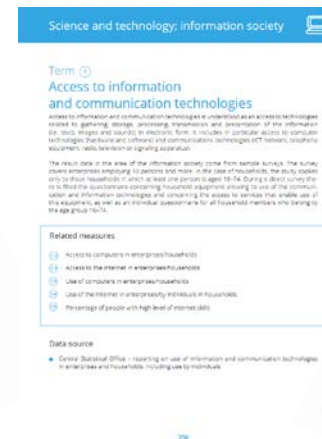 Science and technology; information society
Term
Access to information
and communication technologies
Access to information and communication technologies is understood as an access to technologies
related to gathering, storage, processing, transmission and presentation of the information
(i.e. texts, images and sounds) in electronic form. It includes in particular access to computer
technologies (hardware and software) and communications technologies (ICT network, telephone
equipment, radio, television or signaling apparatus)
The result data in the area of the information society come from sample surveys. The survey
covers enterprises employing 10 persons and more. In the case of households, the study applies
only to those households in which at least one person is aged 16–74. During a direct survey the-
re is filled the questionnaire concerning household equipment allowing to use of the communi-
cation and information technologies and concerning the access to services that enable use of
this equipment, as well as an individual questionnaire for all household members who belong to
the age group 16–74.
Related measures
Access to computers in enterprises/households
Access to the internet in enterprises/households
Use of computers in enterprises/households
Use of the internet in enterprises/by individuals in households
Percentage of people with high level of internet skills
Data source
Central Statistical Office – reporting on use of information and communication technologies
in enterprises and households, including use by individuals